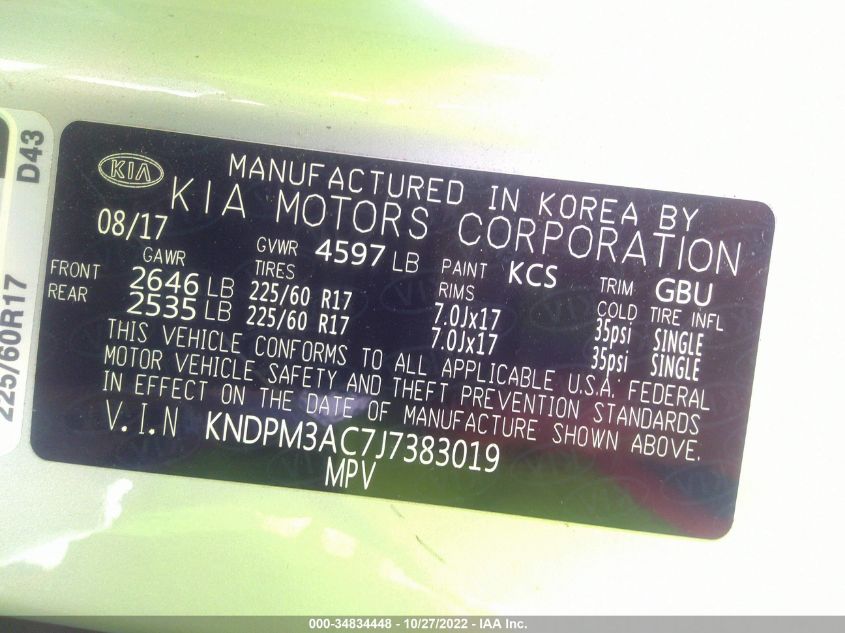 D43
225/60R17
KIA
MANUFACTURED IN KOREA BY
KIA MOTORS CORPORATION
08/17
GAWR GVWR 4597 LB PAINT KCS TRIM GBU
FRONT 2646 LB TIRES 225/60 R17 RIMS 7.0Jx17 COLD TIRE INFL 35psi SINGLE
REAR 2535 LB 225/60 R17 7.0Jx17 35psi SINGLE
THIS VEHICLE CONFORMS TO ALL APPLICABLE U.S.A. FEDERAL
MOTOR VEHICLE SAFETY AND THEFT PREVENTION STANDARDS
IN EFFECT ON THE DATE OF MANUFACTURE SHOWN ABOVE.
V.I.N KNDPM3AC7J7383019
MPV
000-34834448 - 10/27/2022 - IAA Inc.